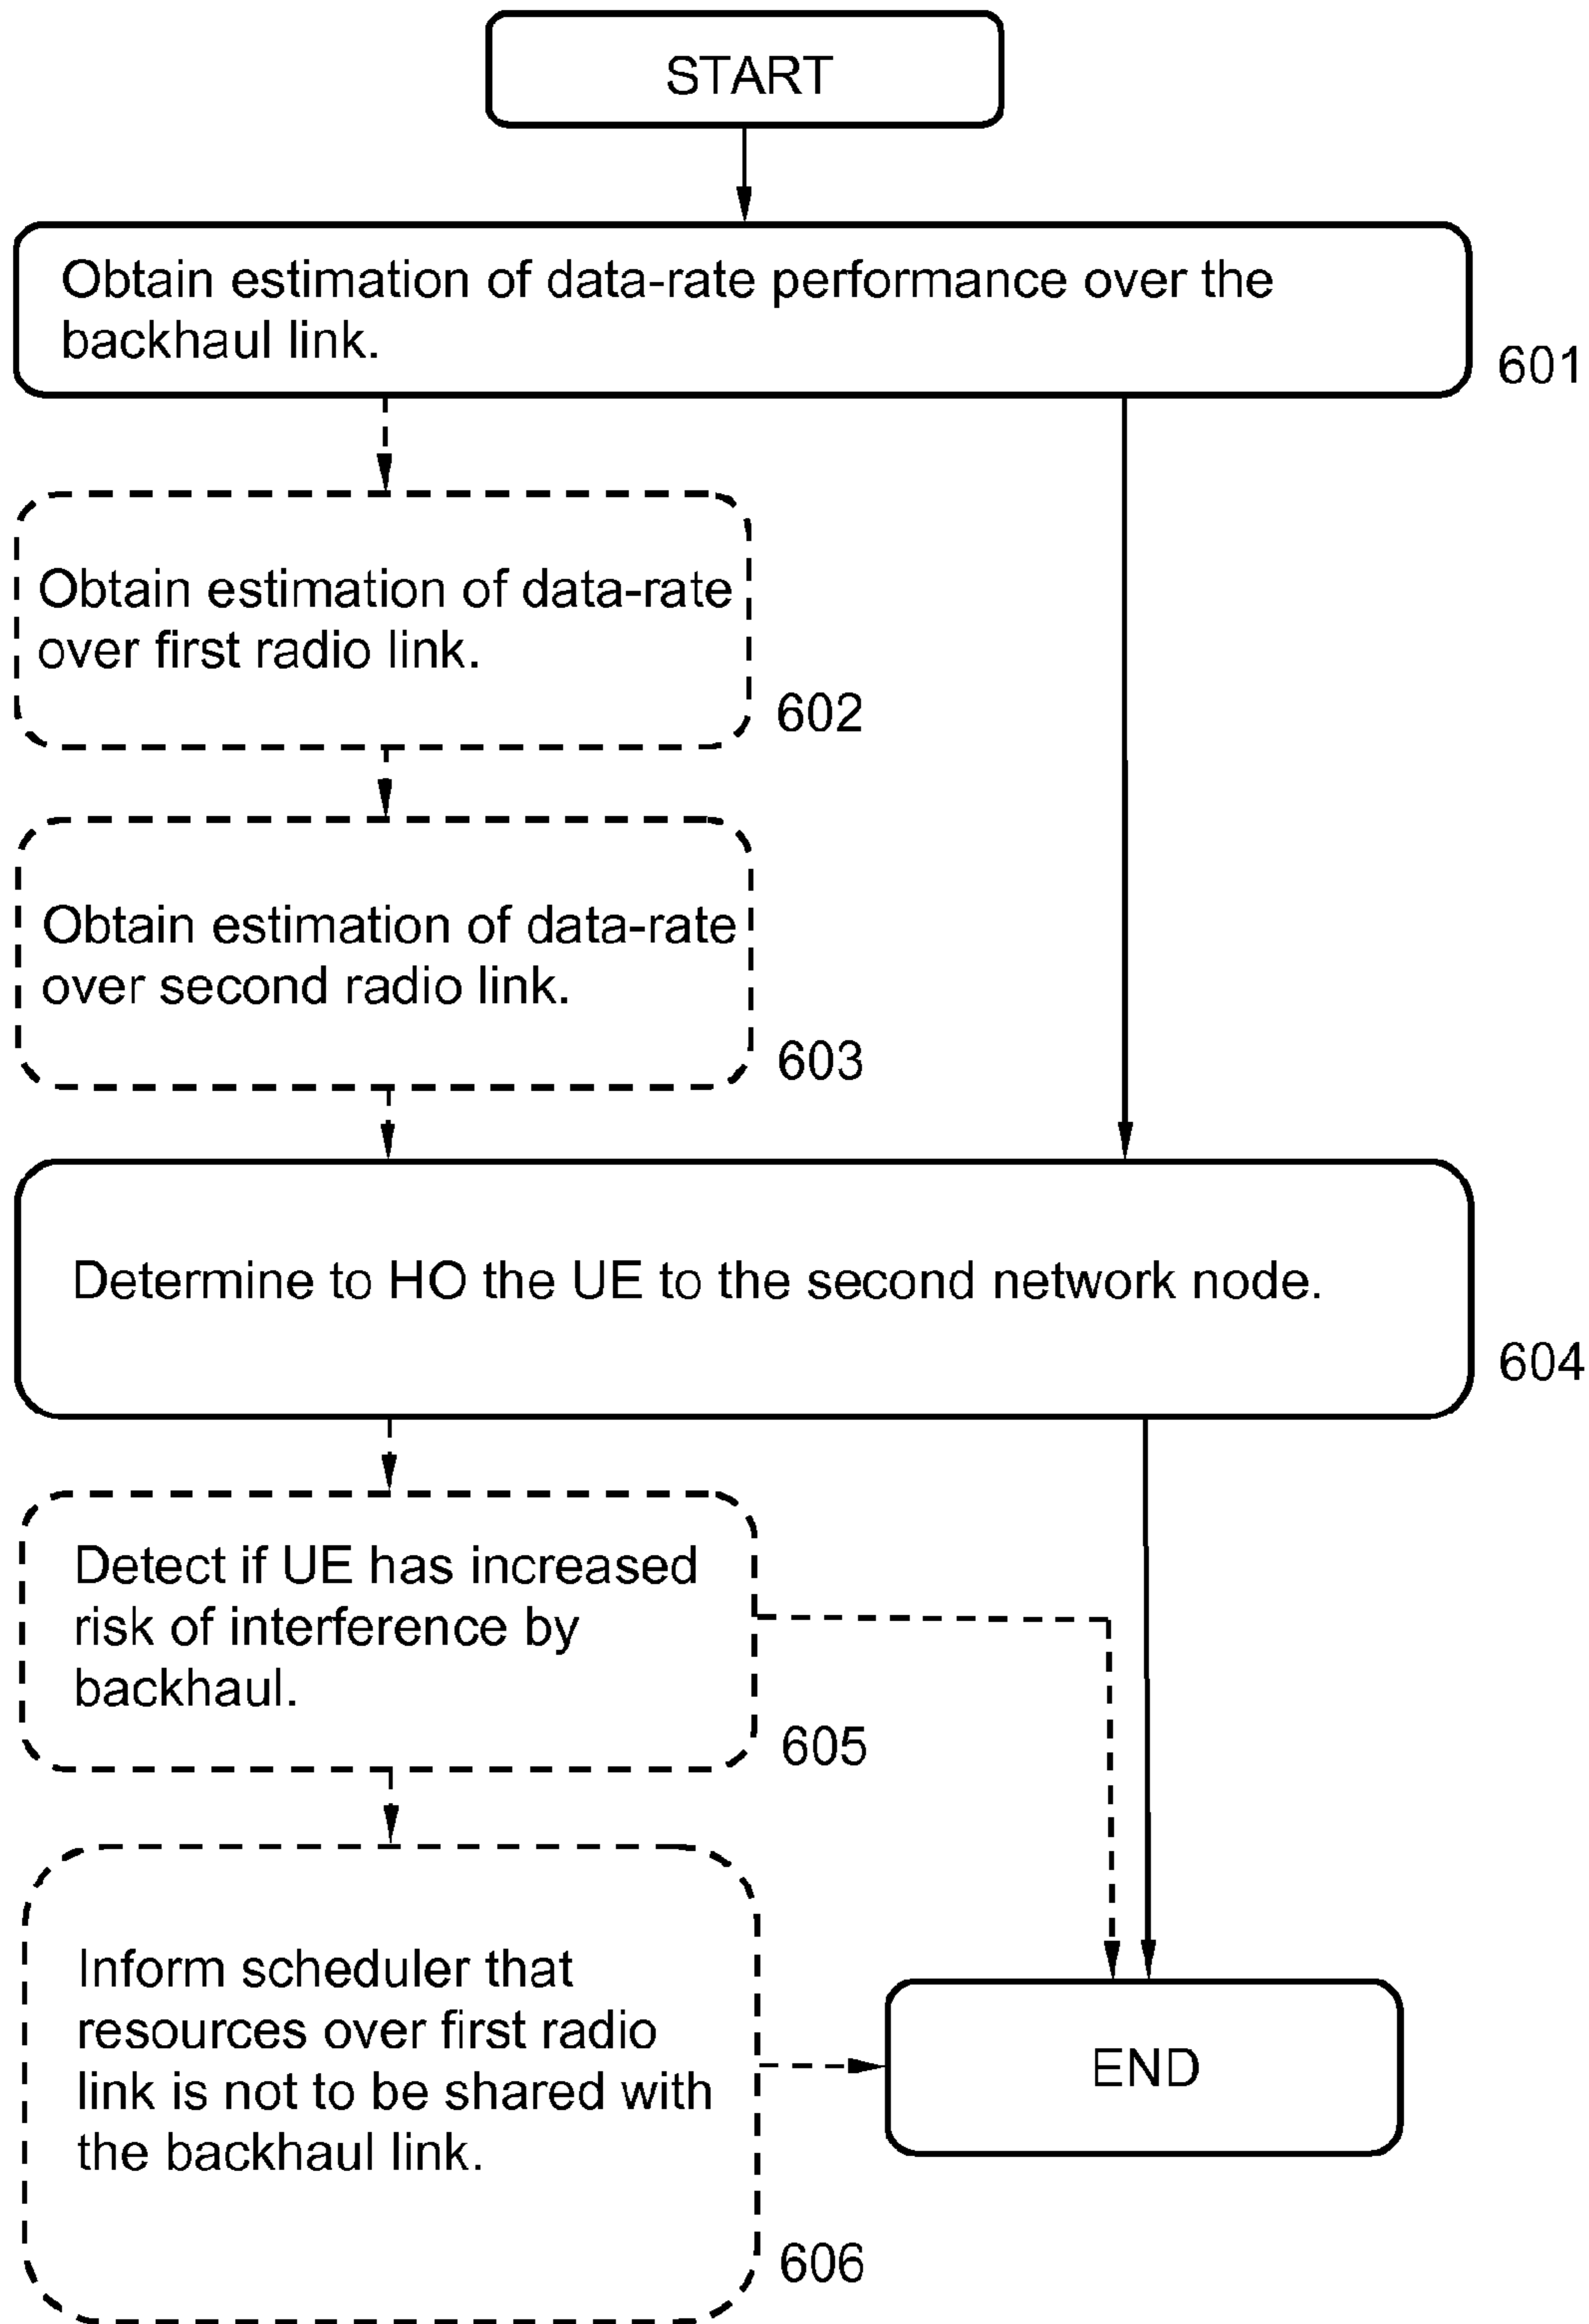 START
Obtain estimation of data-rate performance over the
backhaul link.
601
Obtain estimation of data-rate
over first radio link.
602
Obtain estimation of data-rate
over second radio link.
603
Determine to HO the UE to the second network node.
604
Detect if UE has increased
risk of interference by
backhaul.
605
Inform scheduler that
resources over first radio
link is not to be shared with
the backhaul link.
606
END